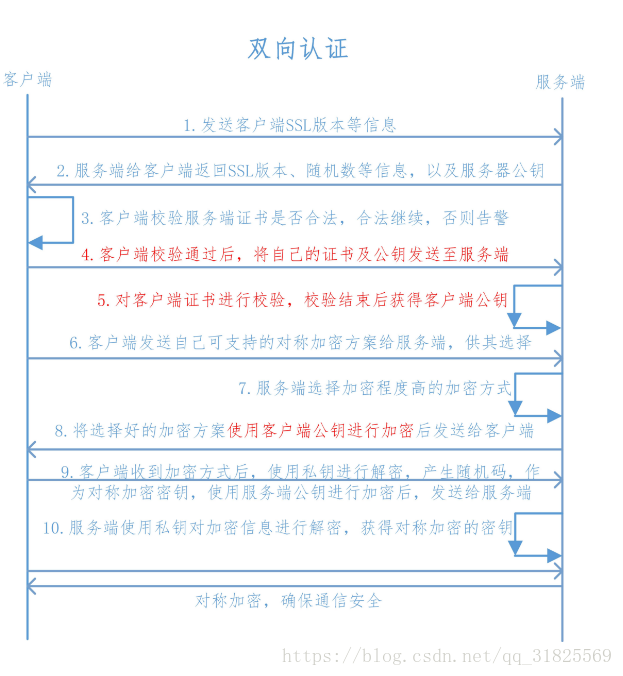 双向认证
客户端
服务端
1.发送客户端SSL版本等信息
2.服务端给客户端返回SSL版本、随机数等信息，以及服务器公钥
3.客户端校验服务端证书是否合法，合法继续，否则告警
4.客户端校验通过后，将自己的证书及公钥发送至服务端
5.对客户端证书进行校验，校验结束后获得客户端公钥
6.客户端发送自己可支持的对称加密方案给服务端，供其选择
7.服务端选择加密程度高的加密方式
8.将选择好的加密方案使用客户端公钥进行加密后发送给客户端
9.客户端收到加密方式后，使用私钥进行解密，产生随机码，作
为对称加密密钥，使用服务端公钥进行加密后，发送给服务端
10.服务端使用私钥对加密信息进行解密，获得对称加密的密钥
对称加密，确保通信安全
https://blog.csdn.net/qq_31825569